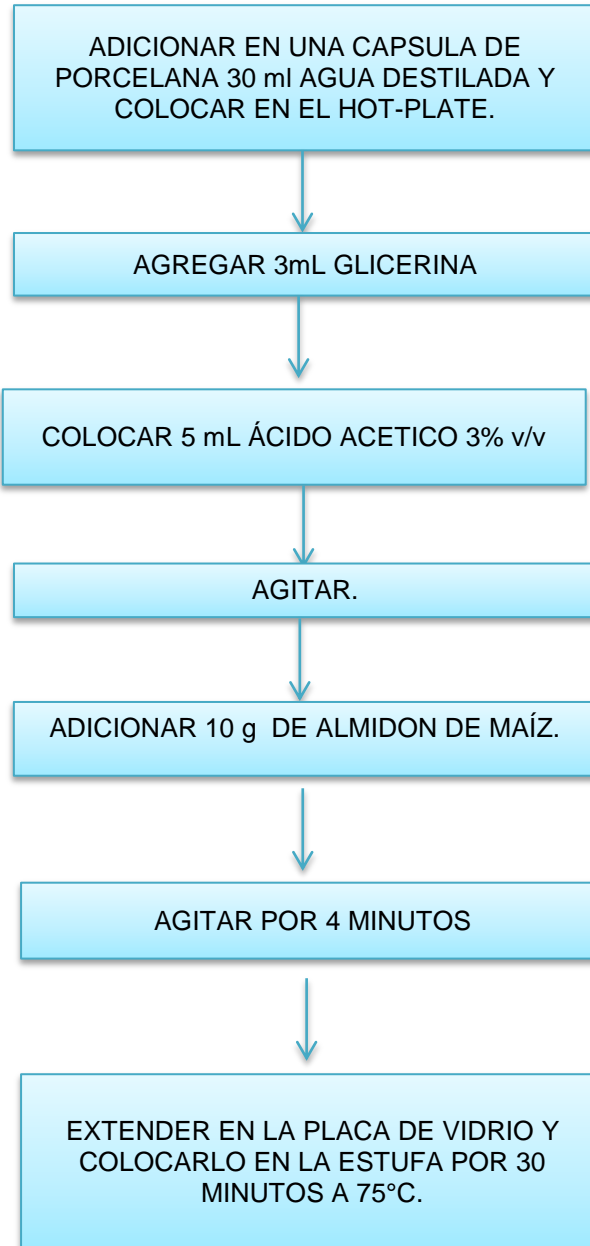 ADICIONAR EN UNA CAPSULA DE
PORCELANA 30 ml AGUA DESTILADA Y
COLOCAR EN EL HOT-PLATE.
AGREGAR 3mL GLICERINA
COLOCAR 5 mL ÁCIDO ACETICO 3% v/v
AGITAR.
ADICIONAR 10 g DE ALMIDON DE MAÍZ.
AGITAR POR 4 MINUTOS
EXTENDER EN LA PLACA DE VIDRIO Y
COLOCARLO EN LA ESTUFA POR 30
MINUTOS A 75°C.